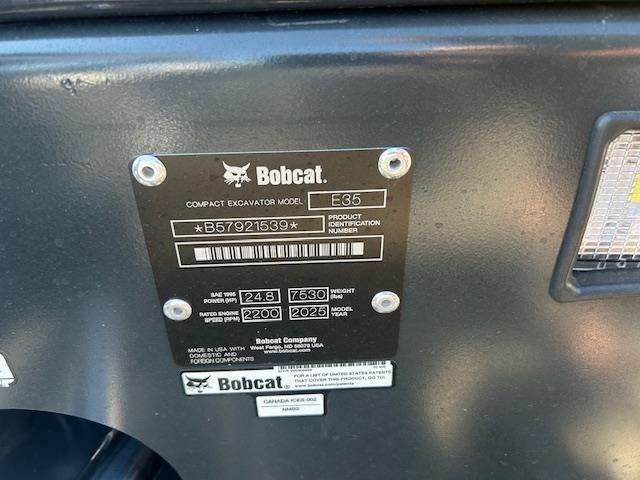 Bobcat.
COMPACT EXCAVATOR MODEL E35
*B57921539* PRODUCT IDENTIFICATION NUMBER
SAE 1995 POWER (HP) 24.8 7530 WEIGHT (lbs)
RATED ENGINE SPEED (RPM) 2200 2025 MODEL YEAR
Bobcat Company
West Fargo, ND 58078 USA
www.bobcat.com
MADE IN USA WITH
DOMESTIC AND
FOREIGN COMPONENTS
Bobcat.
FOR A LIST OF UNITED STATES PATENTS
THAT COVER THIS PRODUCT, GO TO:
www.bobcat.com/patents
CANADA ICES-002
NMB2